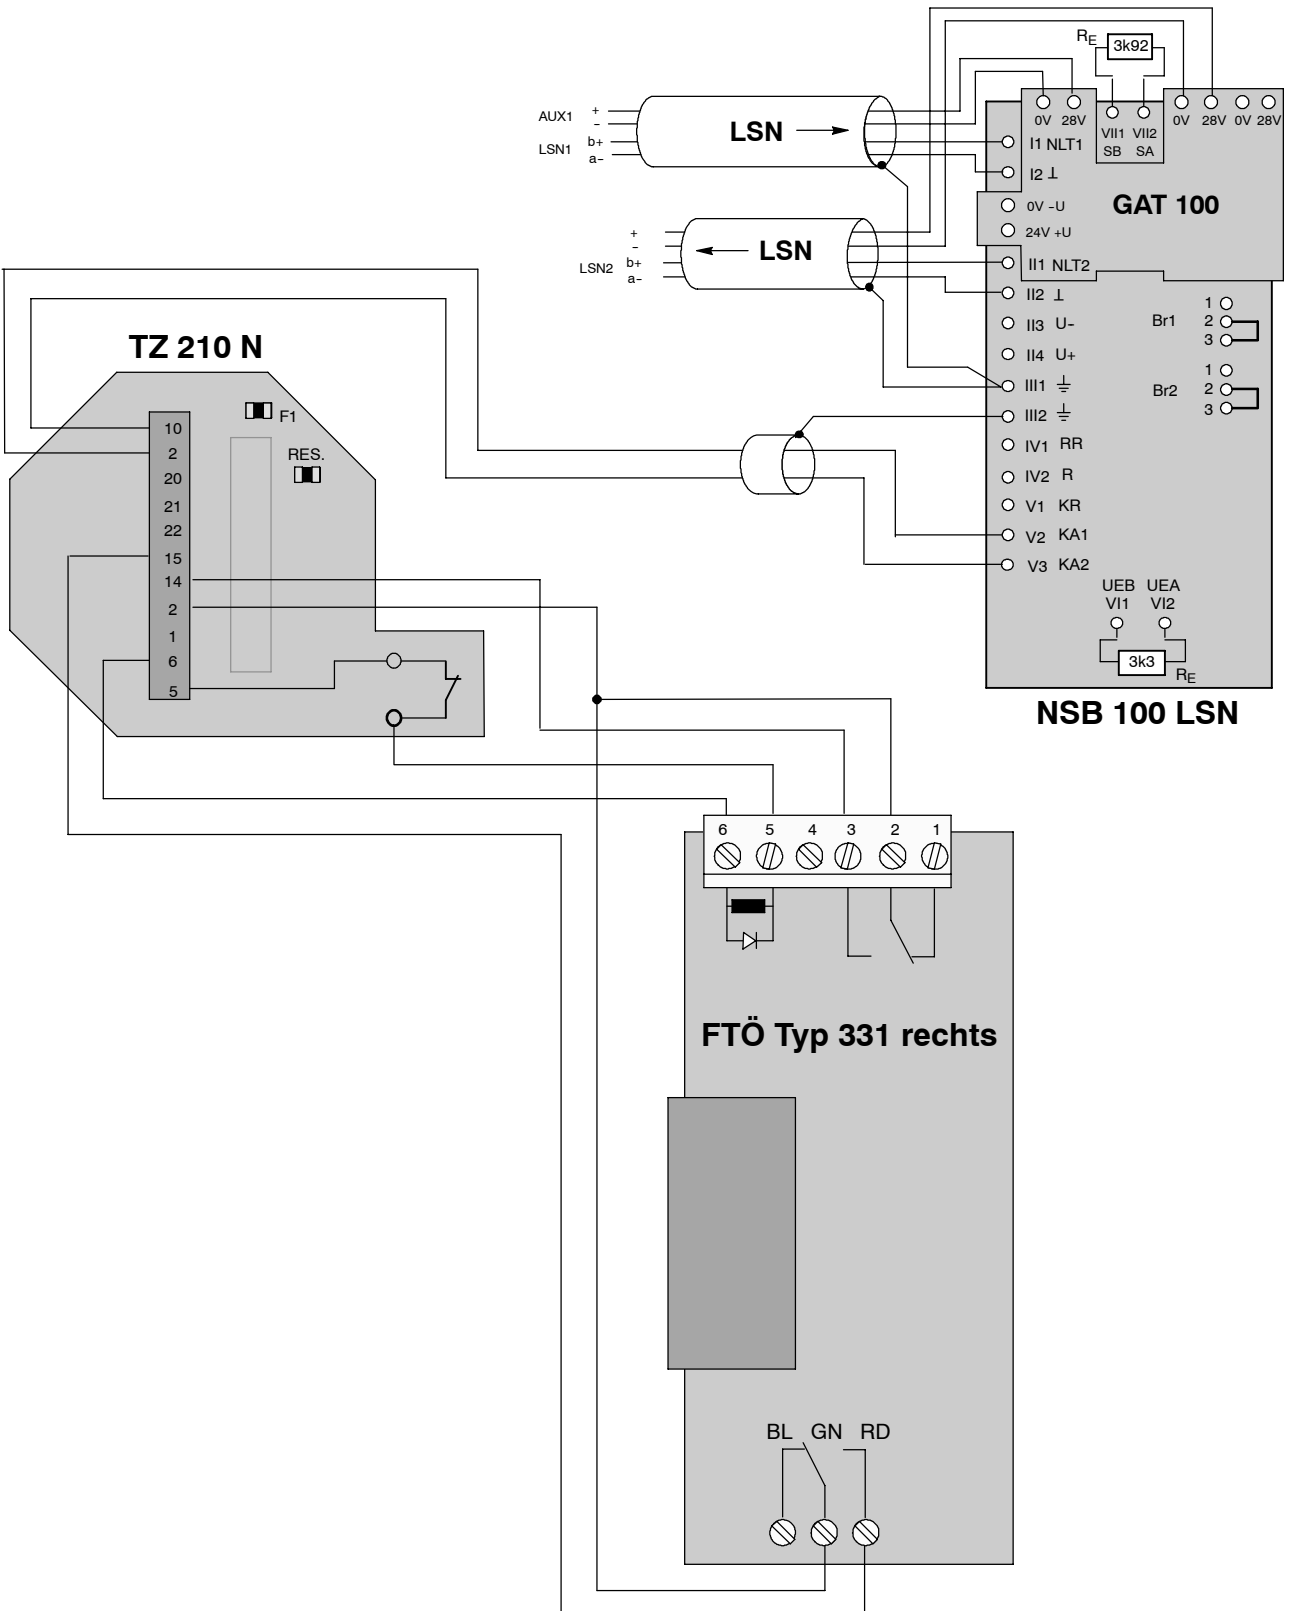 R_E
3k92
AUX1
+
-
LSN1
b+
a-
LSN
0V 28V
VII1 VII2
SB SA
0V 28V 0V 28V
I1 NLT1
I2 ⊥
0V -U
24V +U
GAT 100
+
-
LSN2
b+
a-
LSN
II1 NLT2
II2 ⊥
II3 U-
II4 U+
III1 ⏚
III2 ⏚
IV1 RR
IV2 R
V1 KR
V2 KA1
V3 KA2
Br1
1
2
3
Br2
1
2
3
UEB UEA
VI1 VI2
3k3
R_E
NSB 100 LSN
TZ 210 N
F1
RES.
10
2
20
21
22
15
14
2
1
6
5
6 5 4 3 2 1
FTÖ Typ 331 rechts
BL GN RD